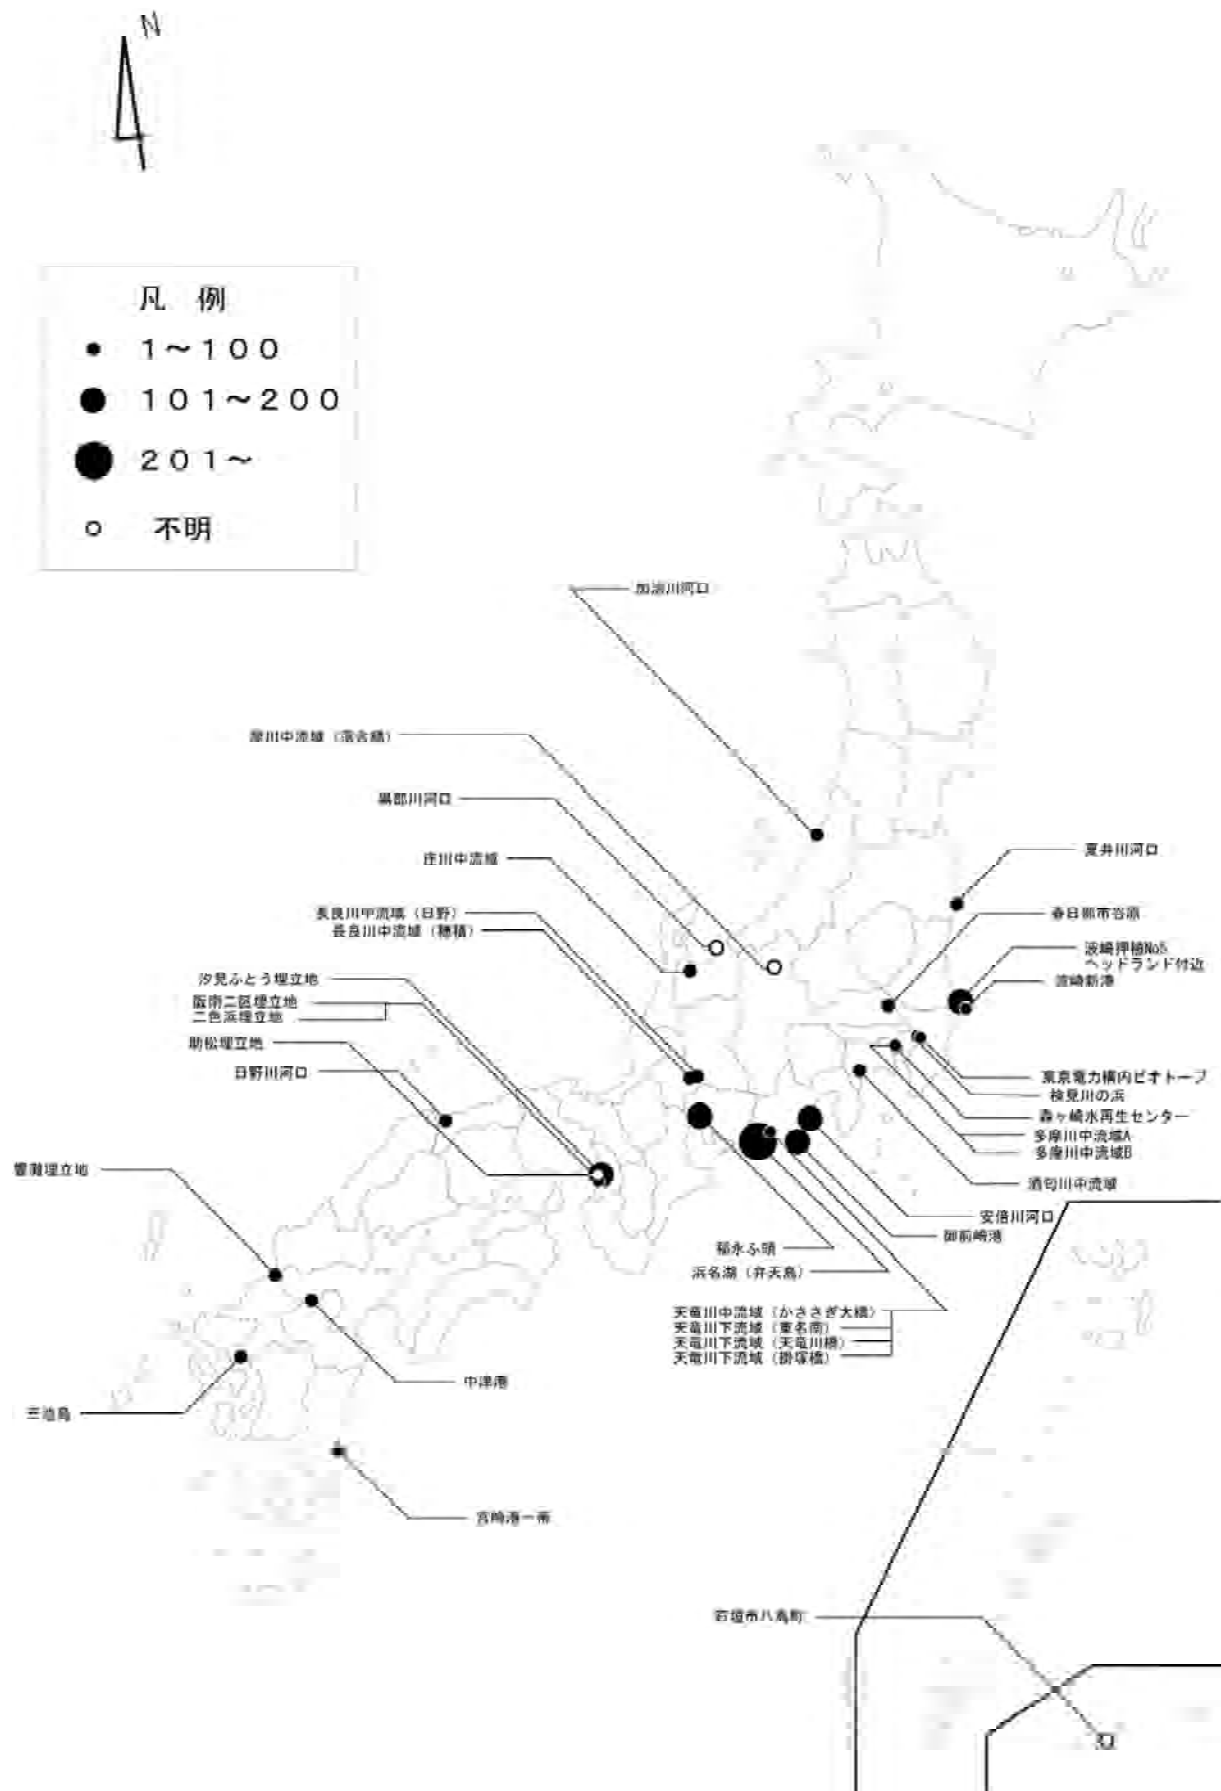 N
凡 例
1～100
101～200
201～
不明
加治川河口
黒部川河口
庄川中流域
長良川中流域（日野）
長良川中流域（穂積）
汐見ふとう埋立地
阪南二区埋立地
二色浜埋立地
助松埋立地
日野川河口
響灘埋立地
夏井川河口
春日部市谷原
波崎押植No5
ヘッドランド付近
波崎新港
東京電力構内ビオトープ
検見川の浜
森ヶ崎水再生センター
多摩川中流域A
多摩川中流域B
酒匂川中流域
安倍川河口
御前崎港
稲永ふ頭
浜名湖（弁天島）
天竜川中流域（かささぎ大橋）
天竜川下流域（東名南）
天竜川下流域（天竜川橋）
天竜川下流域（掛塚橋）
中津港
三池島
宮崎港一帯
石垣市八島町